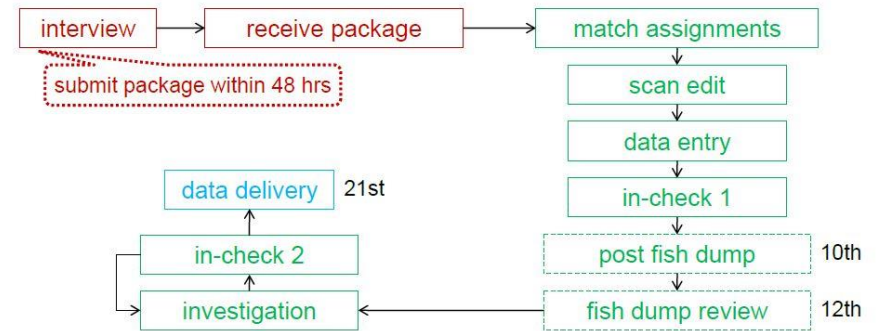 interview
receive package
match assignments
submit package within 48 hrs
scan edit
data entry
in-check 1
post fish dump
10th
fish dump review
12th
investigation
in-check 2
data delivery
21st